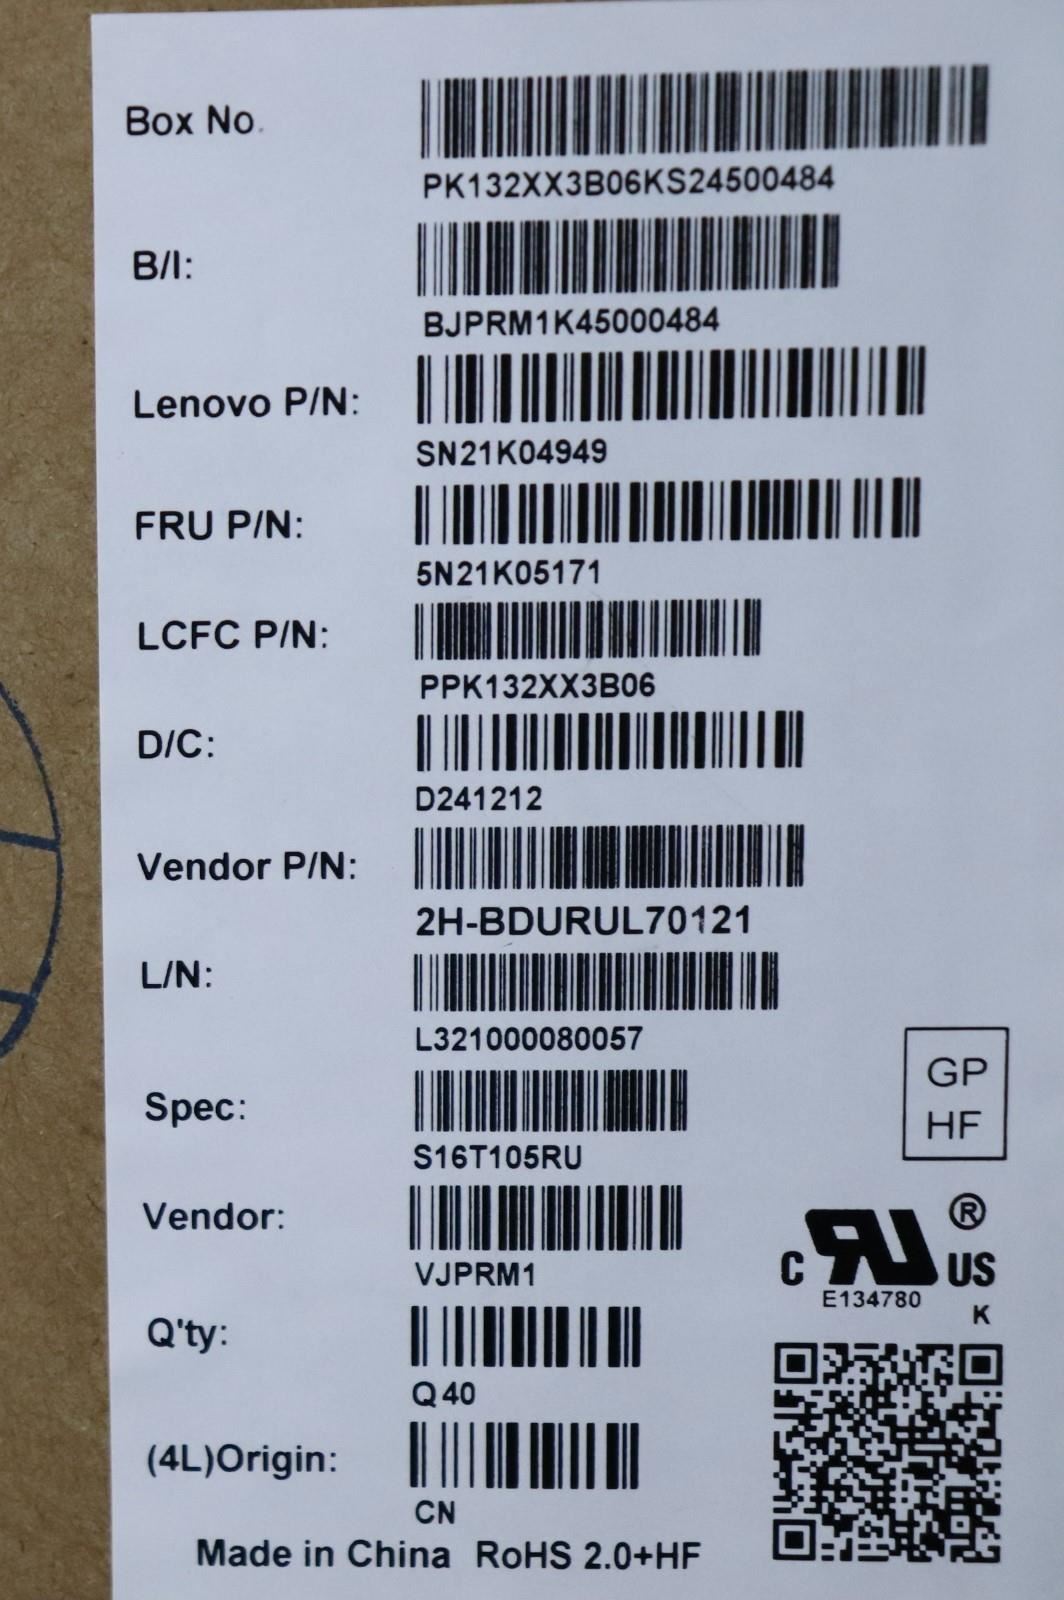 Box No.
PK132XX3B06KS24500484
B/I:
BJPRM1K45000484
Lenovo P/N:
SN21K04949
FRU P/N:
5N21K05171
LCFC P/N:
PPK132XX3B06
D/C:
D241212
Vendor P/N:
2H-BDURUL70121
L/N:
L321000080057
Spec:
S16T105RU
Vendor:
VJPRM1
Q'ty:
Q40
(4L)Origin:
CN
Made in China RoHS 2.0+HF
GP
HF
C RU ® US
E134780
K